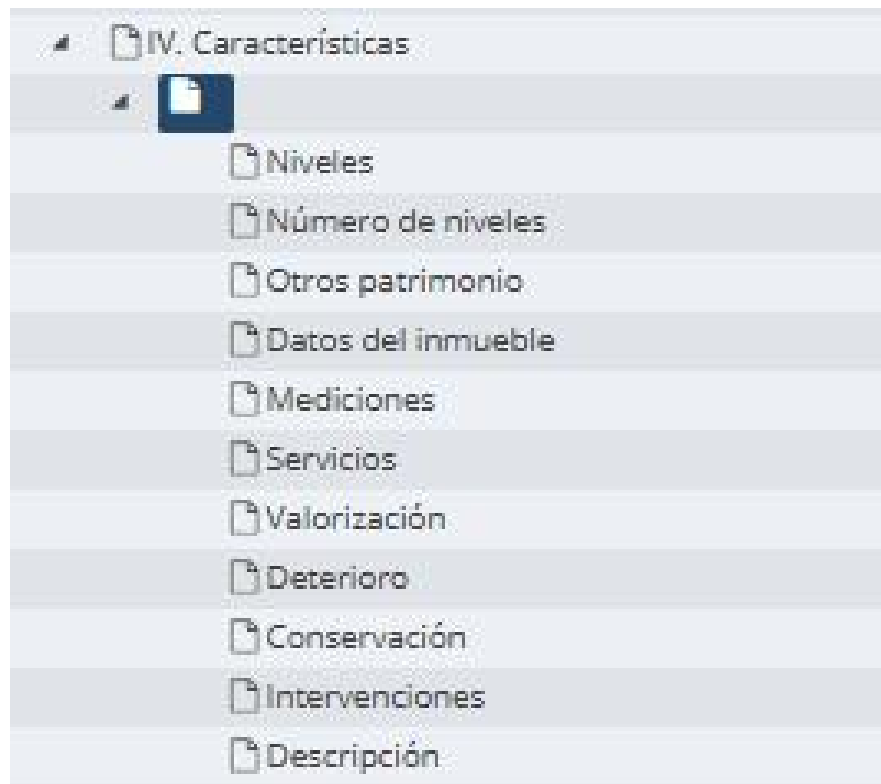 IV. Características
Niveles
Número de niveles
Otros patrimonio
Datos del inmueble
Mediciones
Servicios
Valorización
Deterioro
Conservación
Intervenciones
Descripción